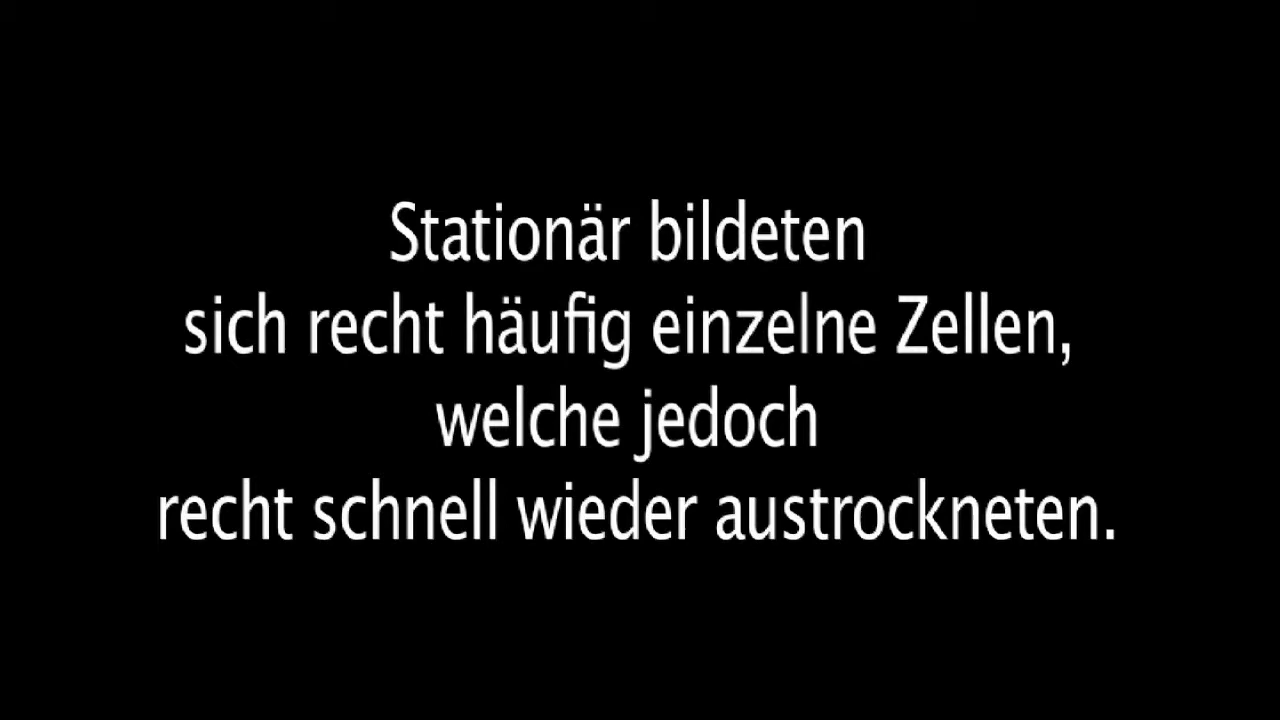 Stationär bildeten
sich recht häufig einzelne Zellen,
welche jedoch
recht schnell wieder austrockneten.